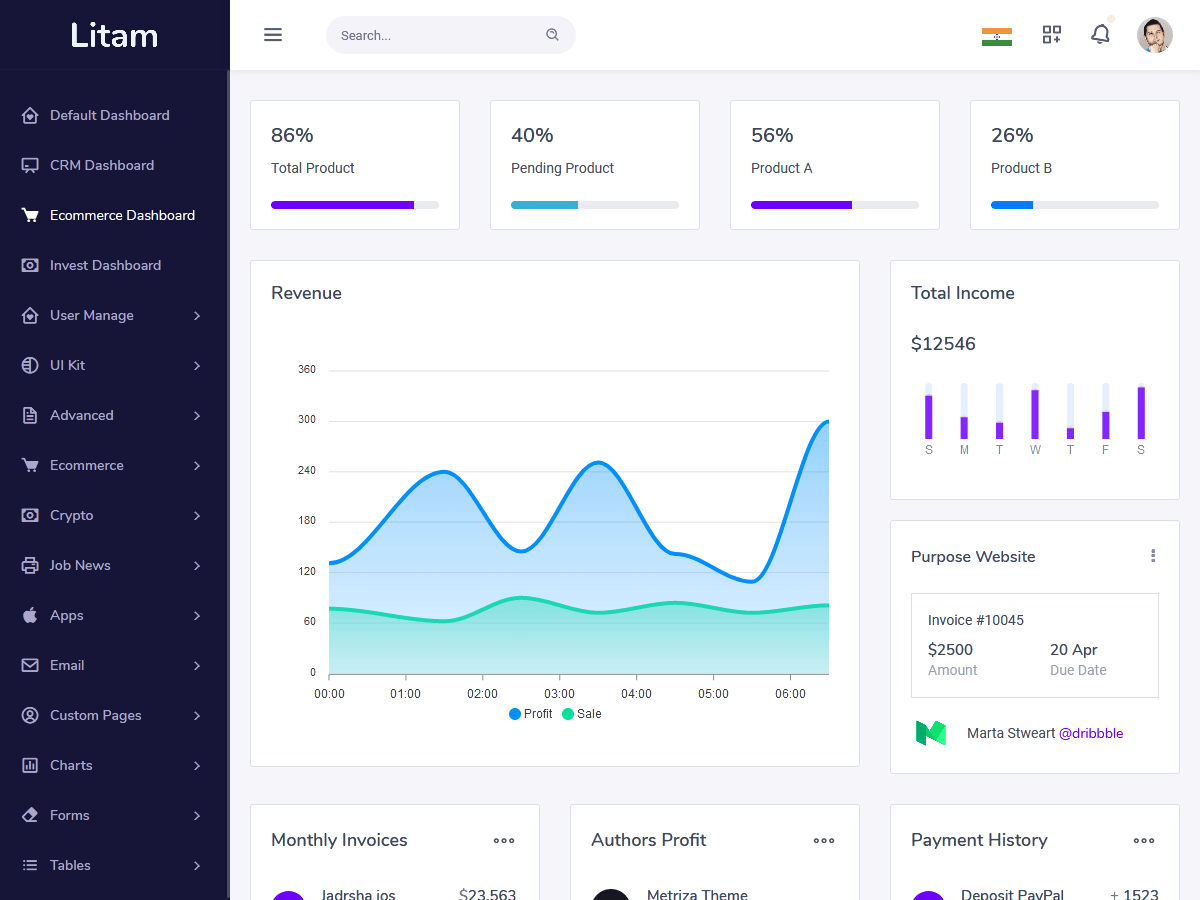 Litam
Search...
Default Dashboard
CRM Dashboard
Ecommerce Dashboard
Invest Dashboard
User Manage
UI Kit
Advanced
Ecommerce
Crypto
Job News
Apps
Email
Custom Pages
Charts
Forms
Tables
86%
Total Product
40%
Pending Product
56%
Product A
26%
Product B
Revenue
360
300
240
180
120
60
0
00:00 01:00 02:00 03:00 04:00 05:00 06:00
Profit Sale
Total Income
$12546
S M T W T F S
Purpose Website
Invoice #10045
$2500 20 Apr
Amount Due Date
Marta Stweart @dribbble
Monthly Invoices
Jadrsha jos $23,563
Authors Profit
Metriza Theme
Payment History
Deposit PayPal + 1523